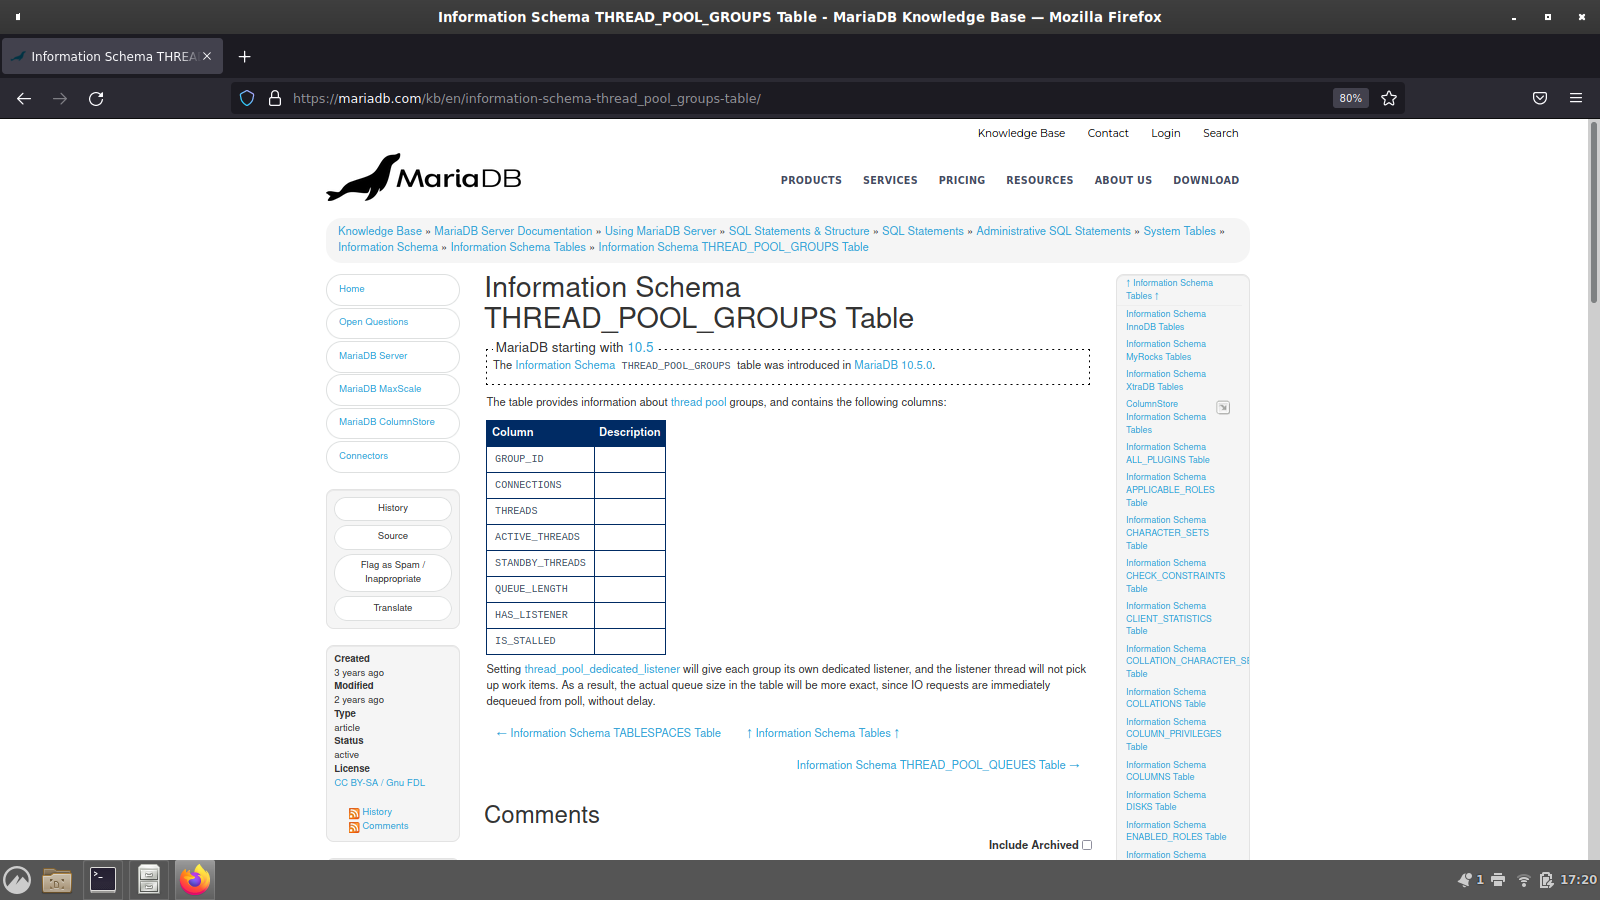 Information Schema THREAD_POOL_GROUPS Table - MariaDB Knowledge Base — Mozilla Firefox
Information Schema THREA
https://mariadb.com/kb/en/information-schema-thread_pool_groups-table/
80%
Knowledge Base Contact Login Search
MariaDB
PRODUCTS SERVICES PRICING RESOURCES ABOUT US DOWNLOAD
Knowledge Base » MariaDB Server Documentation » Using MariaDB Server » SQL Statements & Structure » SQL Statements » Administrative SQL Statements » System Tables »
Information Schema » Information Schema Tables » Information Schema THREAD_POOL_GROUPS Table
Home
Open Questions
MariaDB Server
MariaDB MaxScale
MariaDB ColumnStore
Connectors
History
Source
Flag as Spam /
Inappropriate
Translate
Created
3 years ago
Modified
2 years ago
Type
article
Status
active
License
CC BY-SA / Gnu FDL
History
Comments
Information Schema
THREAD_POOL_GROUPS Table
MariaDB starting with 10.5
The Information Schema THREAD_POOL_GROUPS table was introduced in MariaDB 10.5.0.
The table provides information about thread pool groups, and contains the following columns:
Column Description
GROUP_ID
CONNECTIONS
THREADS
ACTIVE_THREADS
STANDBY_THREADS
QUEUE_LENGTH
HAS_LISTENER
IS_STALLED
Setting thread_pool_dedicated_listener will give each group its own dedicated listener, and the listener thread will not pick
up work items. As a result, the actual queue size in the table will be more exact, since IO requests are immediately
dequeued from poll, without delay.
← Information Schema TABLESPACES Table ↑ Information Schema Tables ↑
Information Schema THREAD_POOL_QUEUES Table →
Comments
Include Archived
↑ Information Schema
Tables ↑
Information Schema
InnoDB Tables
Information Schema
MyRocks Tables
Information Schema
XtraDB Tables
ColumnStore
Information Schema
Tables
Information Schema
ALL_PLUGINS Table
Information Schema
APPLICABLE_ROLES
Table
Information Schema
CHARACTER_SETS
Table
Information Schema
CHECK_CONSTRAINTS
Table
Information Schema
CLIENT_STATISTICS
Table
Information Schema
COLLATION_CHARACTER_SE
Table
Information Schema
COLLATIONS Table
Information Schema
COLUMN_PRIVILEGES
Table
Information Schema
COLUMNS Table
Information Schema
DISKS Table
Information Schema
ENABLED_ROLES Table
Information Schema
1 17:20